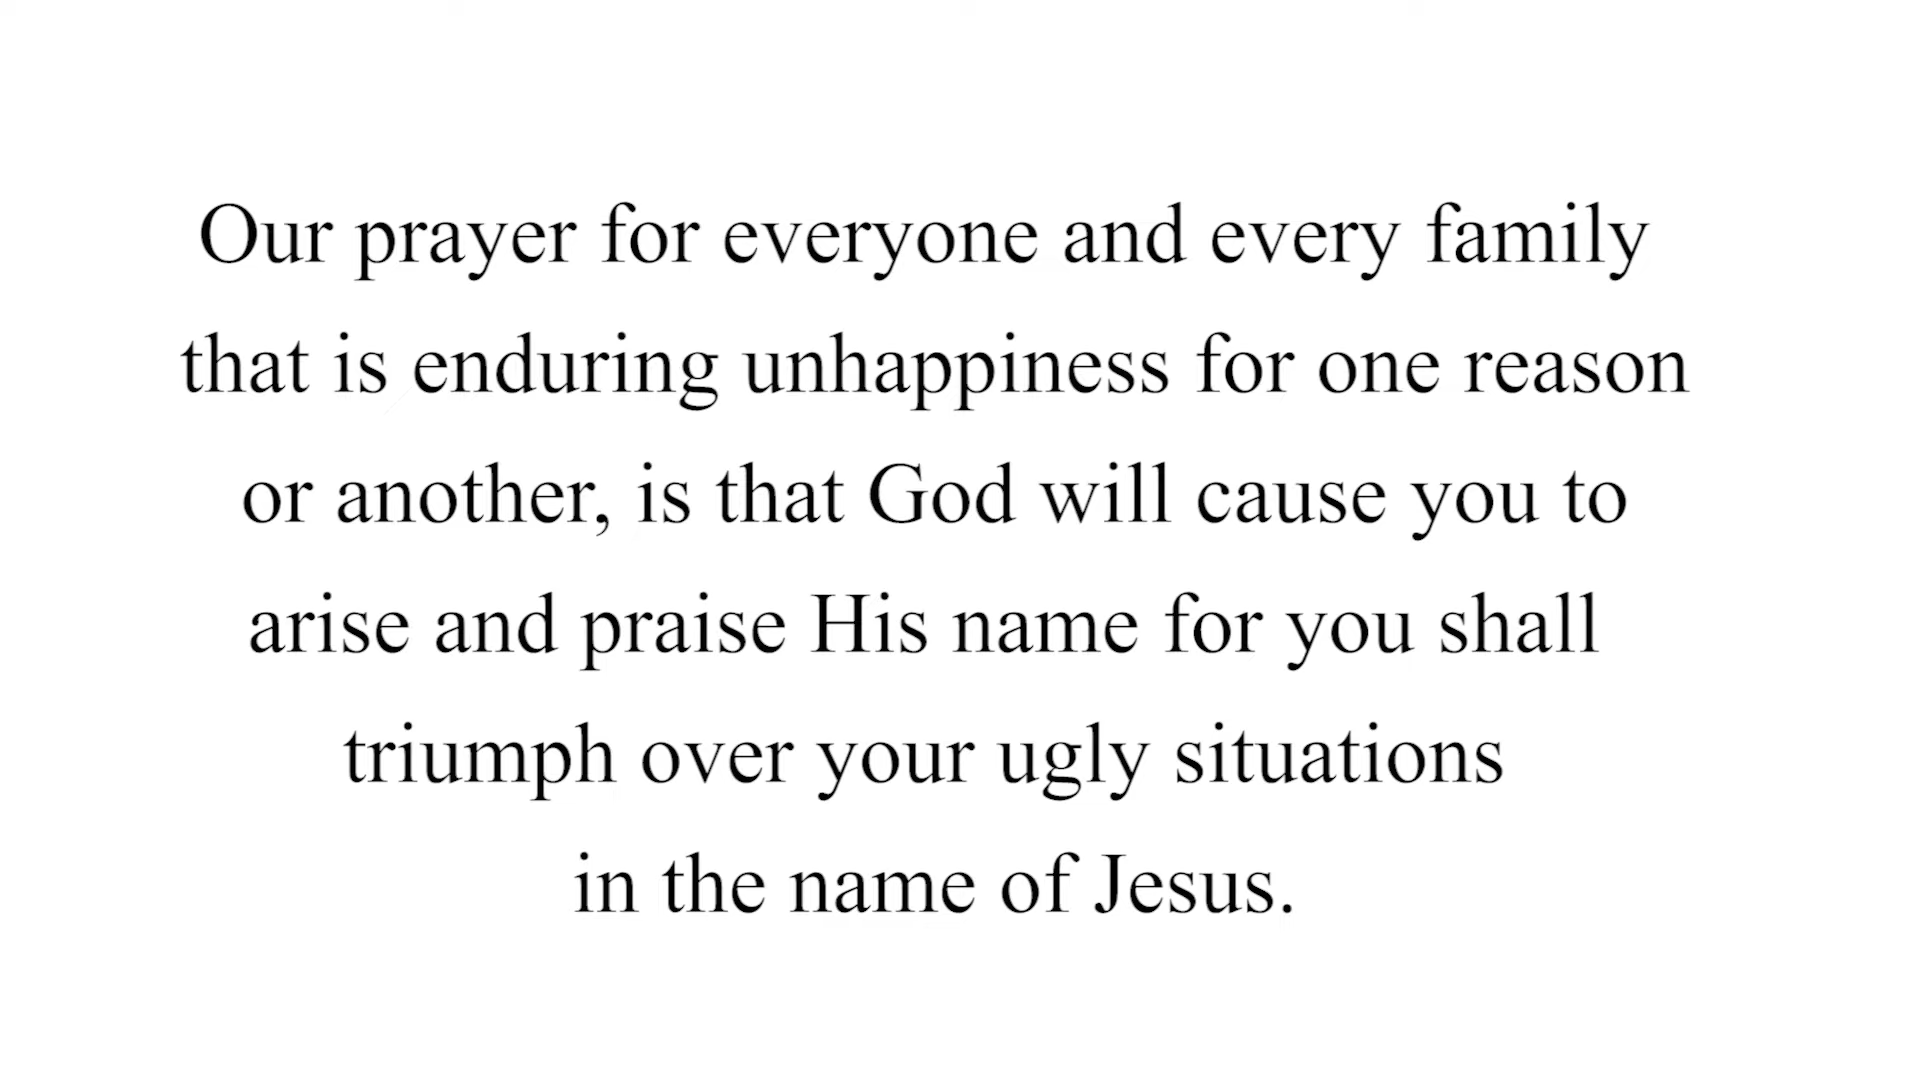 Our prayer for everyone and every family
that is enduring unhappiness for one reason
or another, is that God will cause you to
arise and praise His name for you shall
triumph over your ugly situations
in the name of Jesus.